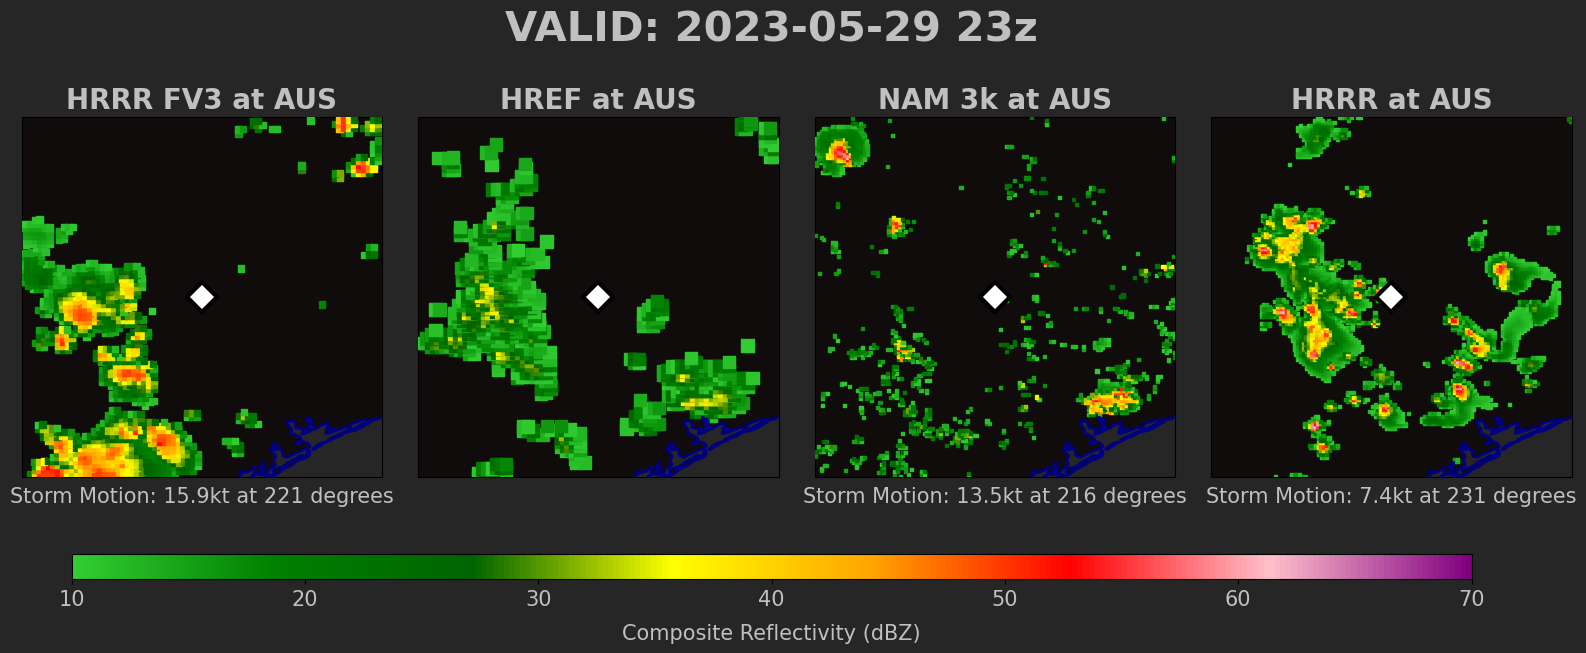 VALID: 2023-05-29 23z
HRRR FV3 at AUS
HREF at AUS
NAM 3k at AUS
HRRR at AUS
Storm Motion: 15.9kt at 221 degrees
Storm Motion: 13.5kt at 216 degrees
Storm Motion: 7.4kt at 231 degrees
10 20 30 40 50 60 70
Composite Reflectivity (dBZ)